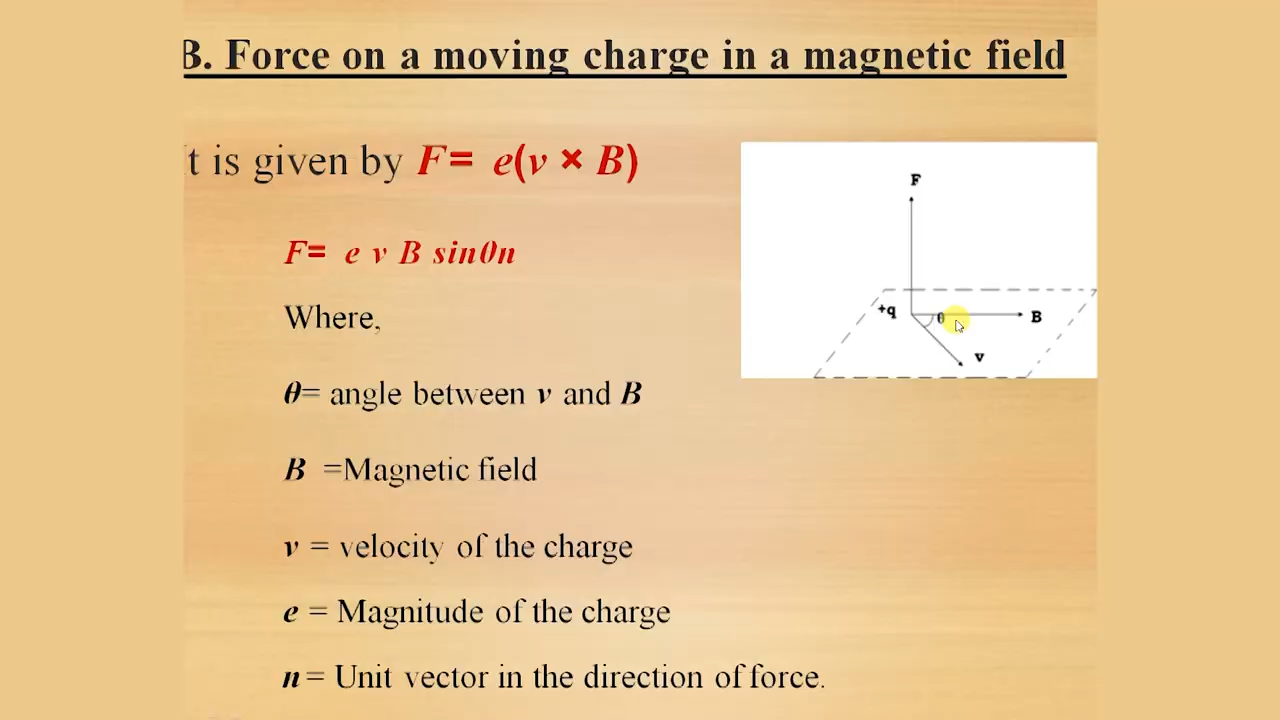 B. Force on a moving charge in a magnetic field
It is given by F= e(v × B)
F= e v B sinθn
Where,
θ= angle between v and B
B =Magnetic field
v = velocity of the charge
e = Magnitude of the charge
n= Unit vector in the direction of force.
F
+q
θ
B
v